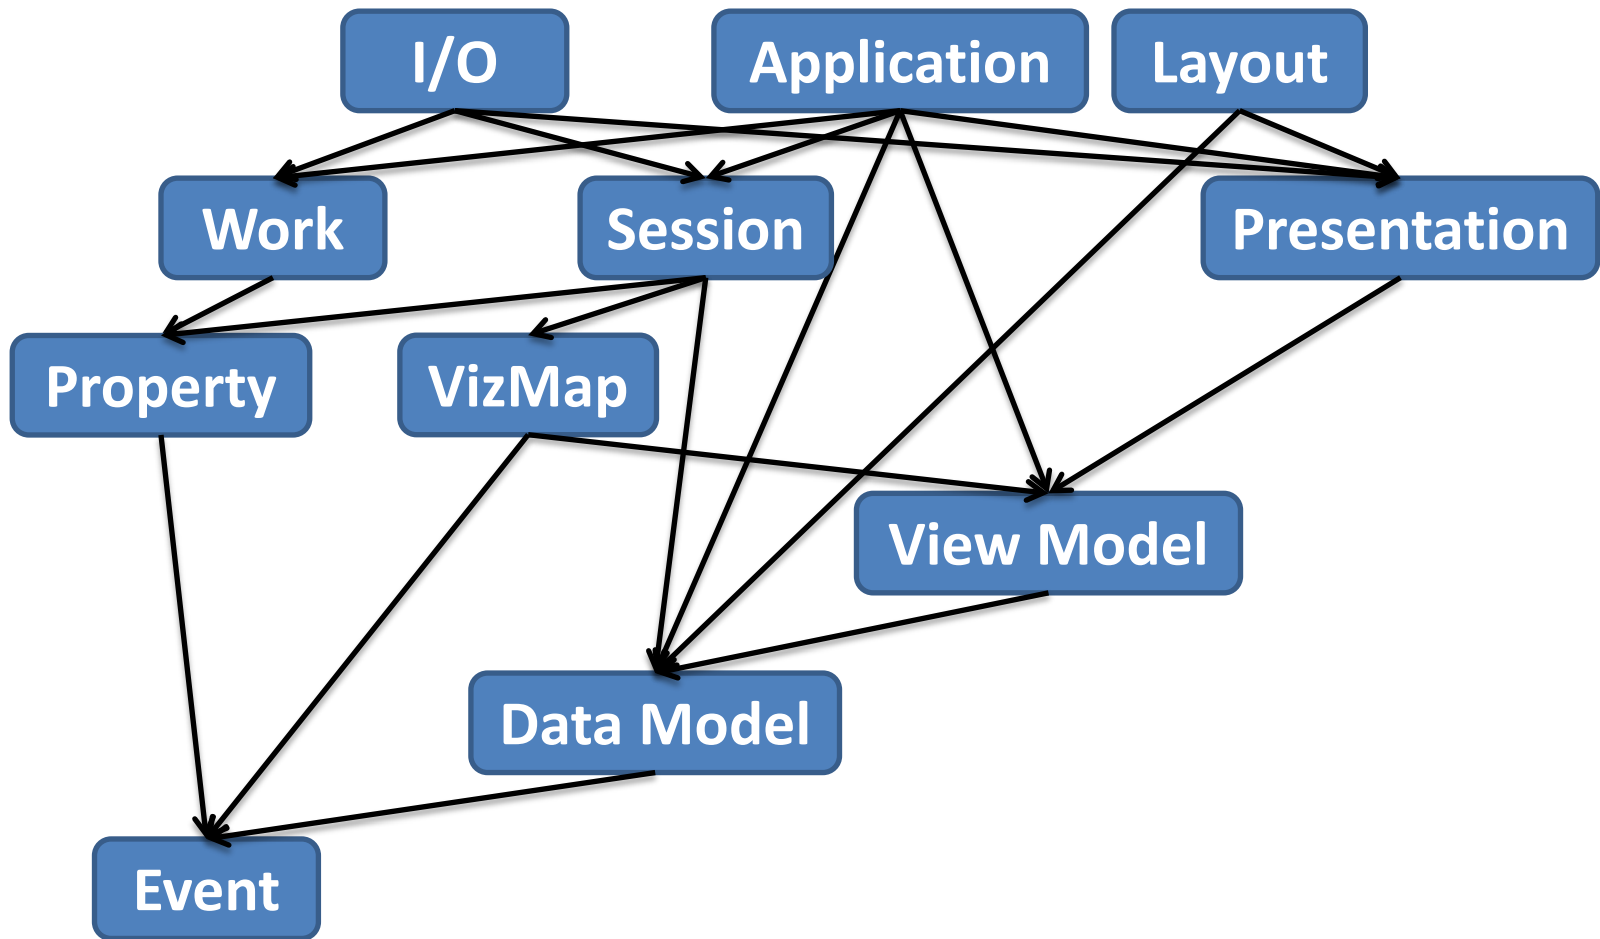 I/O
Application
Layout
Work
Session
Presentation
Property
VizMap
View Model
Data Model
Event